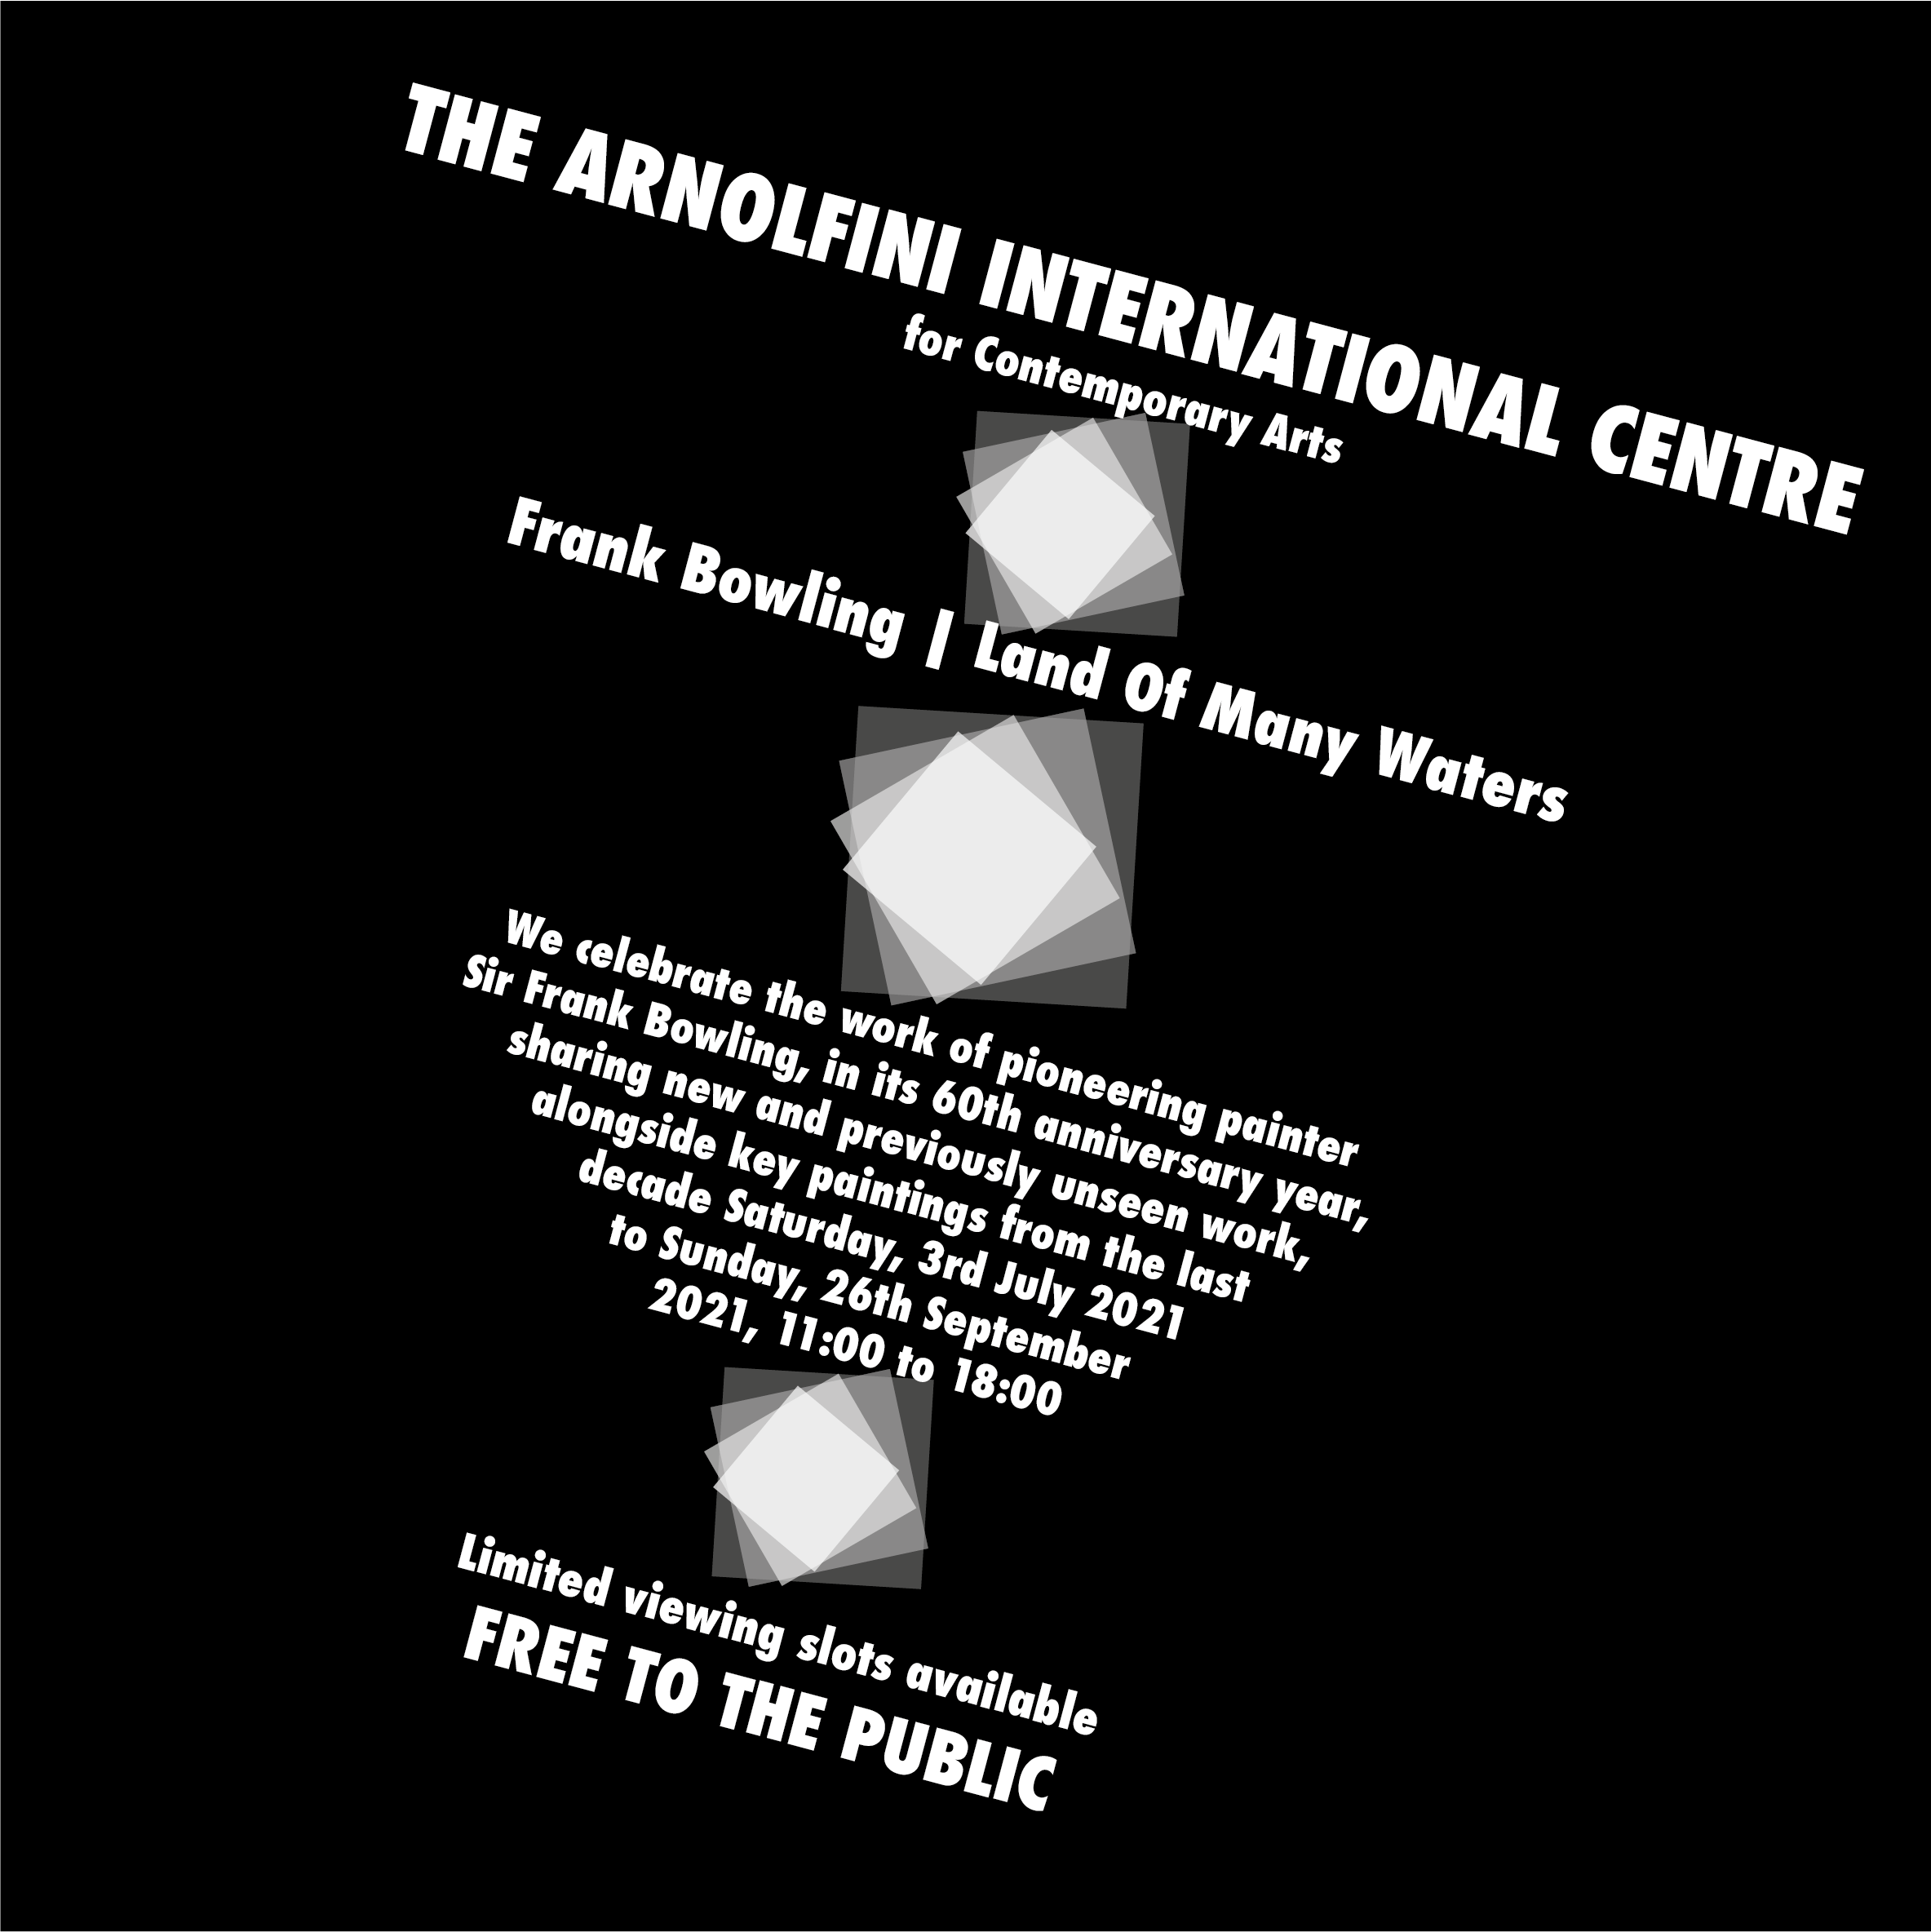 THE ARNOLFINI INTERNATIONAL CENTRE
for Contemporary Arts
Frank Bowling | Land Of Many Waters
We celebrate the work of pioneering painter
Sir Frank Bowling, in its 60th anniversary year,
sharing new and previously unseen work,
alongside key paintings from the last
decade Saturday, 3rd July 2021
to Sunday, 26th September
2021, 11:00 to 18:00
Limited viewing slots available
FREE TO THE PUBLIC